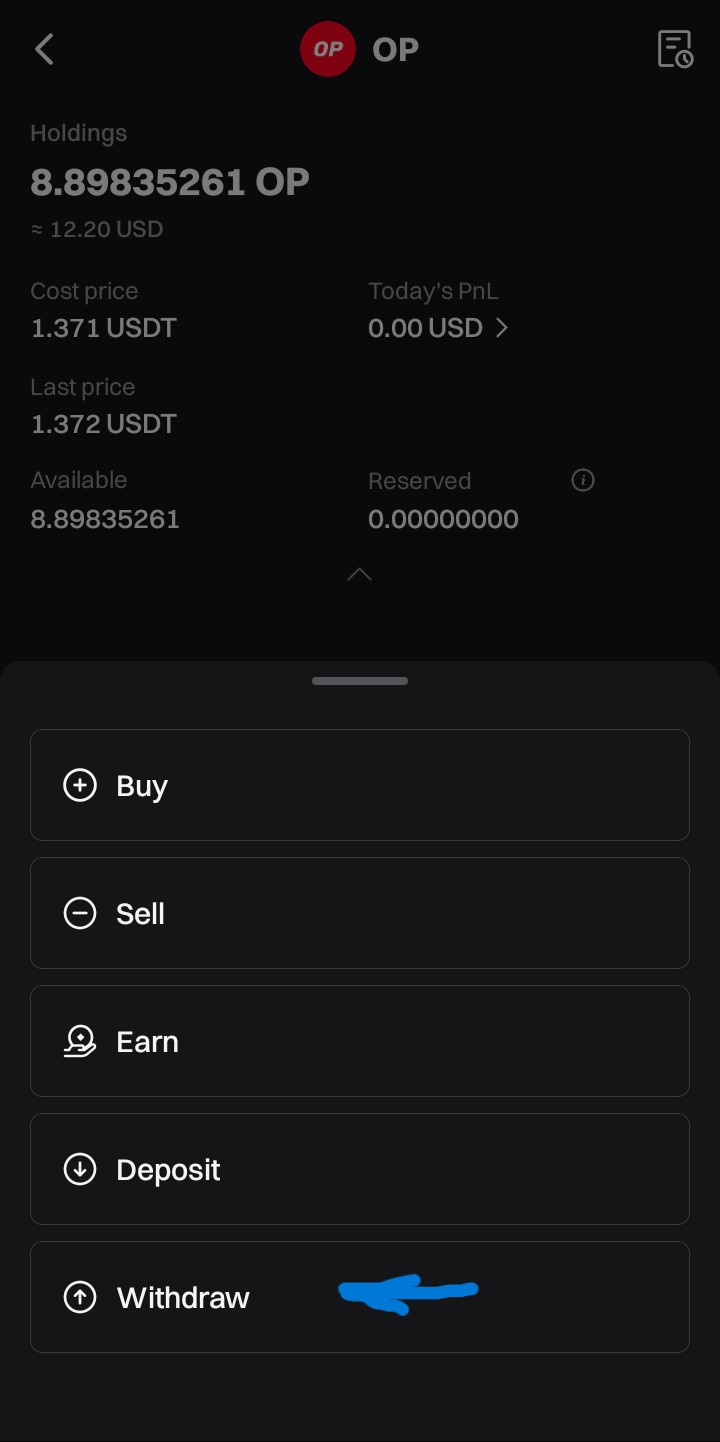 OP OP
Holdings
8.89835261 OP
≈ 12.20 USD
Cost price Today's PnL
1.371 USDT 0.00 USD
Last price
1.372 USDT
Available Reserved
8.89835261 0.00000000
Buy
Sell
Earn
Deposit
Withdraw